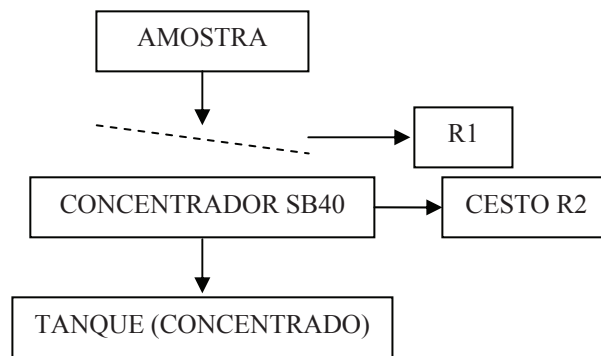 AMOSTRA
R1
CONCENTRADOR SB40
CESTO R2
TANQUE (CONCENTRADO)